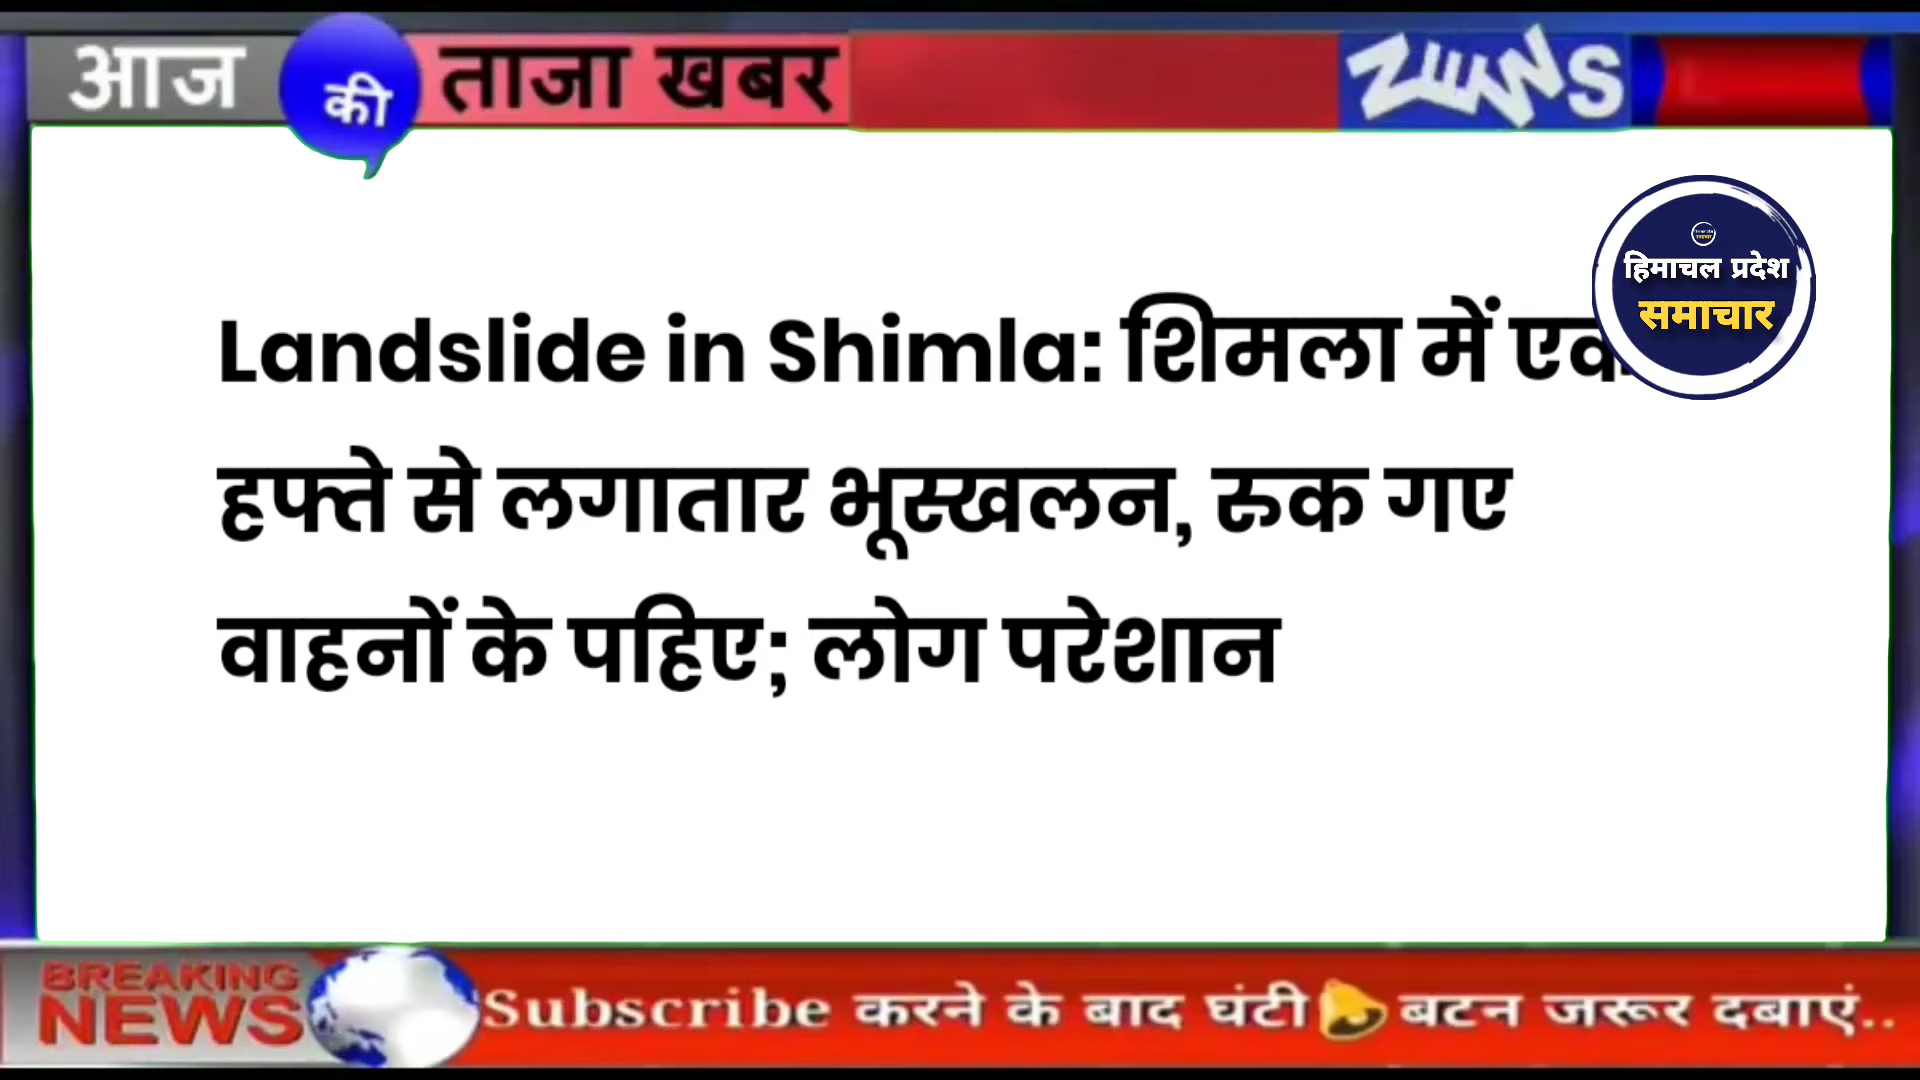 आज की ताजा खबर
हिमाचल प्रदेश
समाचार
Landslide in Shimla: शिमला में
हफ्ते से लगातार भूस्खलन, रुक गए
वाहनों के पहिए; लोग परेशान
BREAKING
NEWS
Subscribe करने के बाद घंटी बटन जरूर दबाएं..